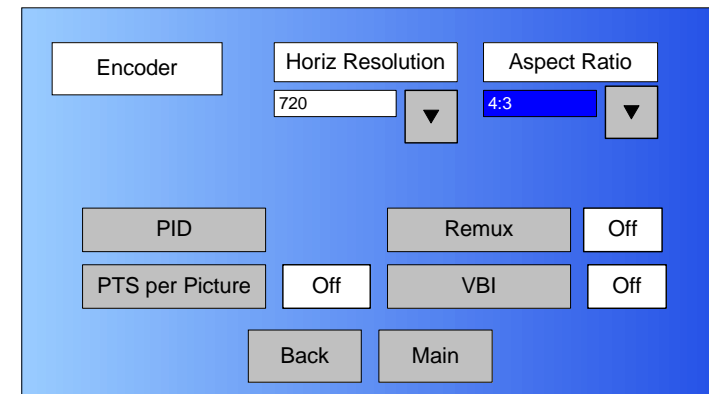 Encoder
Horiz Resolution
Aspect Ratio
720
4:3
PID
Remux
Off
PTS per Picture
Off
VBI
Off
Back
Main